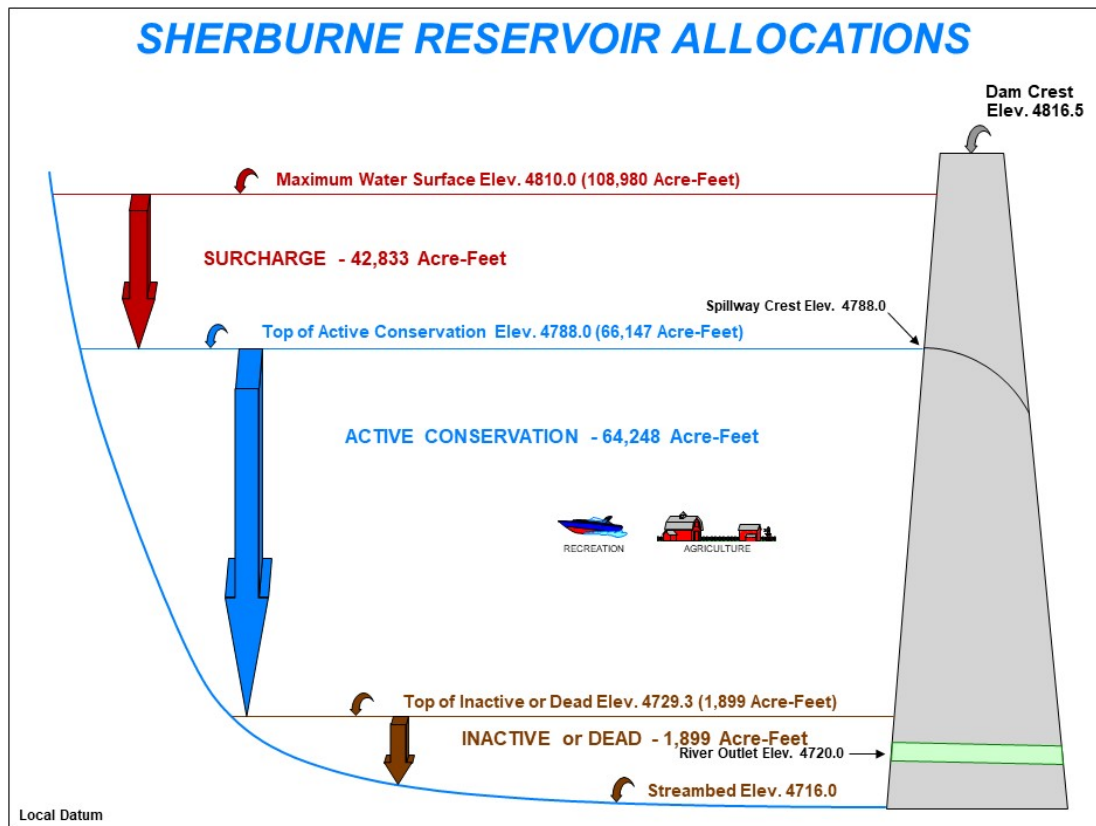 SHERBURNE RESERVOIR ALLOCATIONS
Dam Crest
Elev. 4816.5
Maximum Water Surface Elev. 4810.0 (108,980 Acre-Feet)
SURCHARGE - 42,833 Acre-Feet
Spillway Crest Elev. 4788.0
Top of Active Conservation Elev. 4788.0 (66,147 Acre-Feet)
ACTIVE CONSERVATION - 64,248 Acre-Feet
RECREATION
AGRICULTURE
Top of Inactive or Dead Elev. 4729.3 (1,899 Acre-Feet)
INACTIVE or DEAD - 1,899 Acre-Feet
River Outlet Elev. 4720.0
Streambed Elev. 4716.0
Local Datum